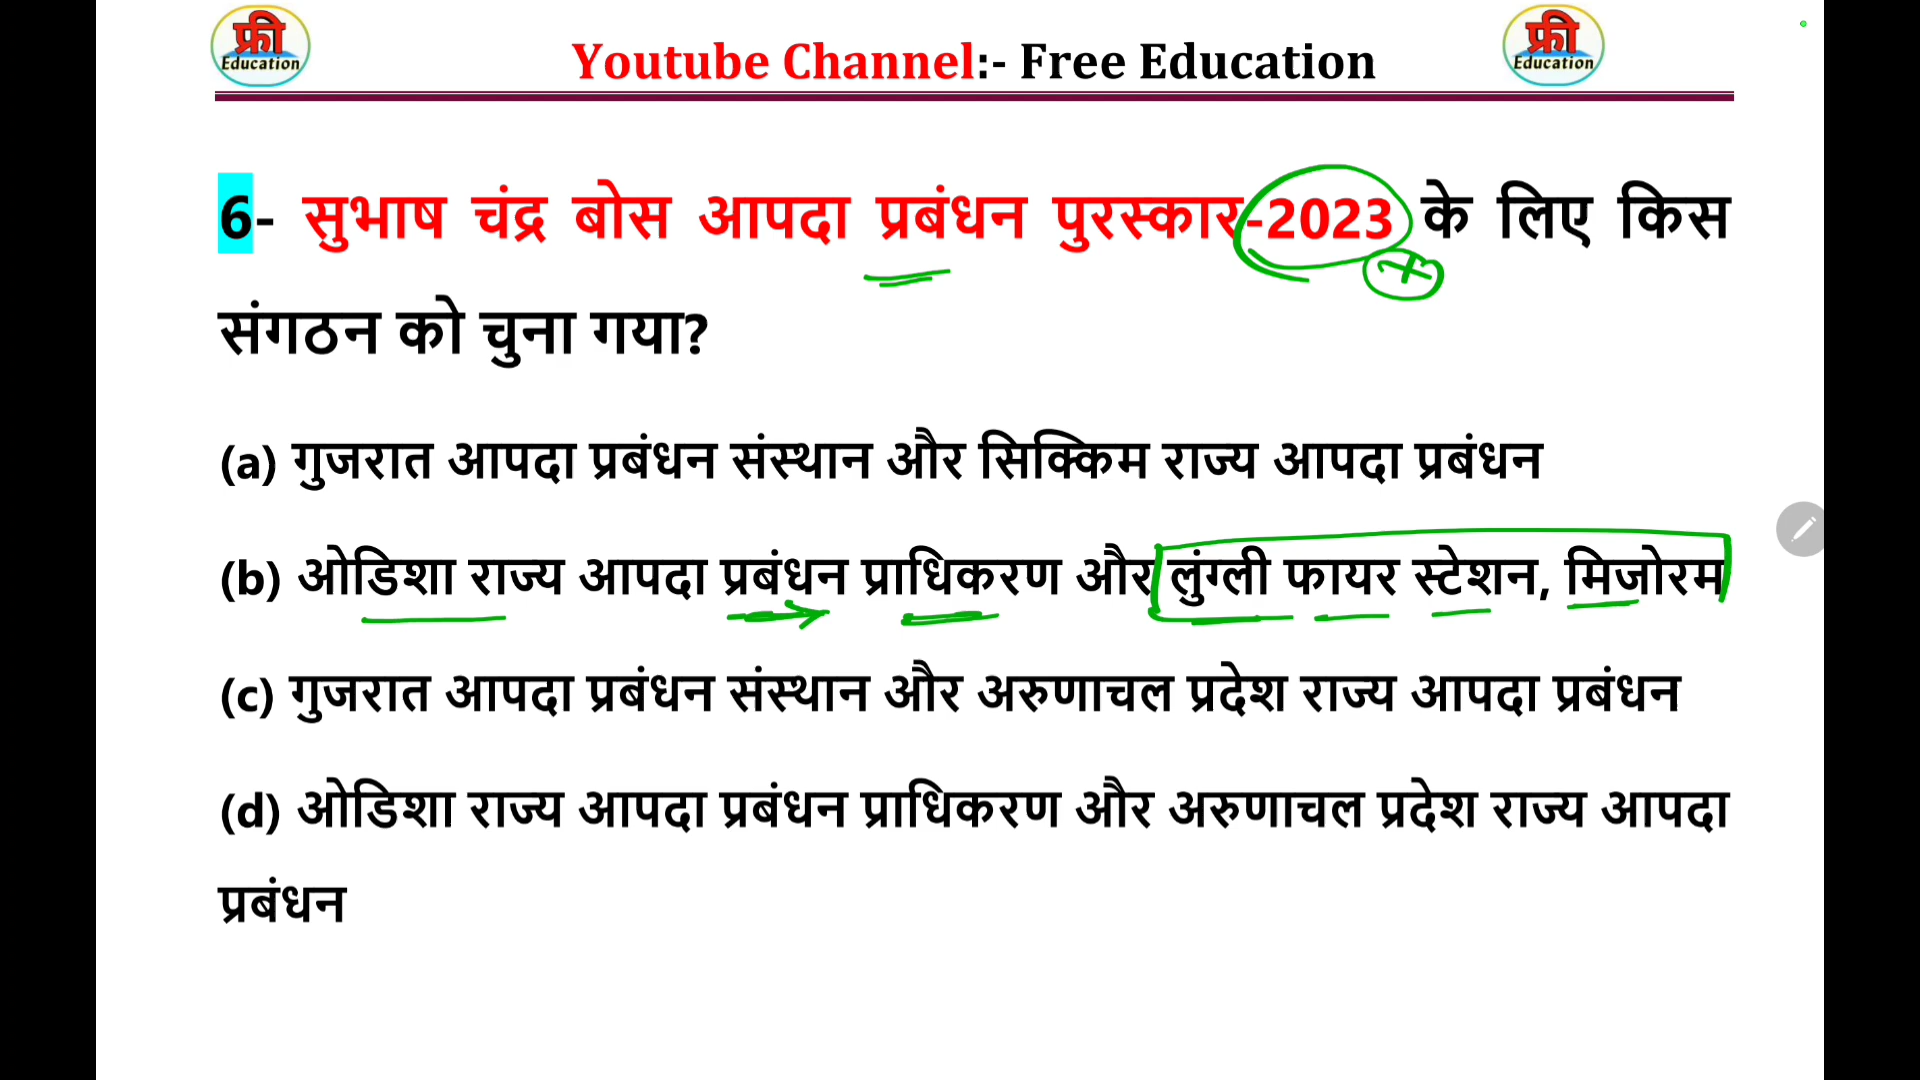 फ्री
Education
Youtube Channel:- Free Education
फ्री
Education
6- सुभाष चंद्र बोस आपदा प्रबंधन पुरस्कार-2023 के लिए किस
संगठन को चुना गया?
(a) गुजरात आपदा प्रबंधन संस्थान और सिक्किम राज्य आपदा प्रबंधन
(b) ओडिशा राज्य आपदा प्रबंधन प्राधिकरण और लुंग्ली फायर स्टेशन, मिजोरम
(c) गुजरात आपदा प्रबंधन संस्थान और अरुणाचल प्रदेश राज्य आपदा प्रबंधन
(d) ओडिशा राज्य आपदा प्रबंधन प्राधिकरण और अरुणाचल प्रदेश राज्य आपदा
प्रबंधन